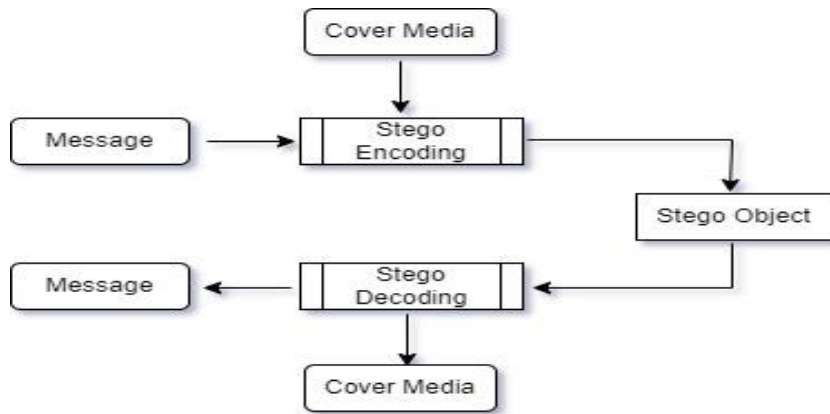 Cover Media
Message
Stego
Encoding
Stego Object
Message
Stego
Decoding
Cover Media